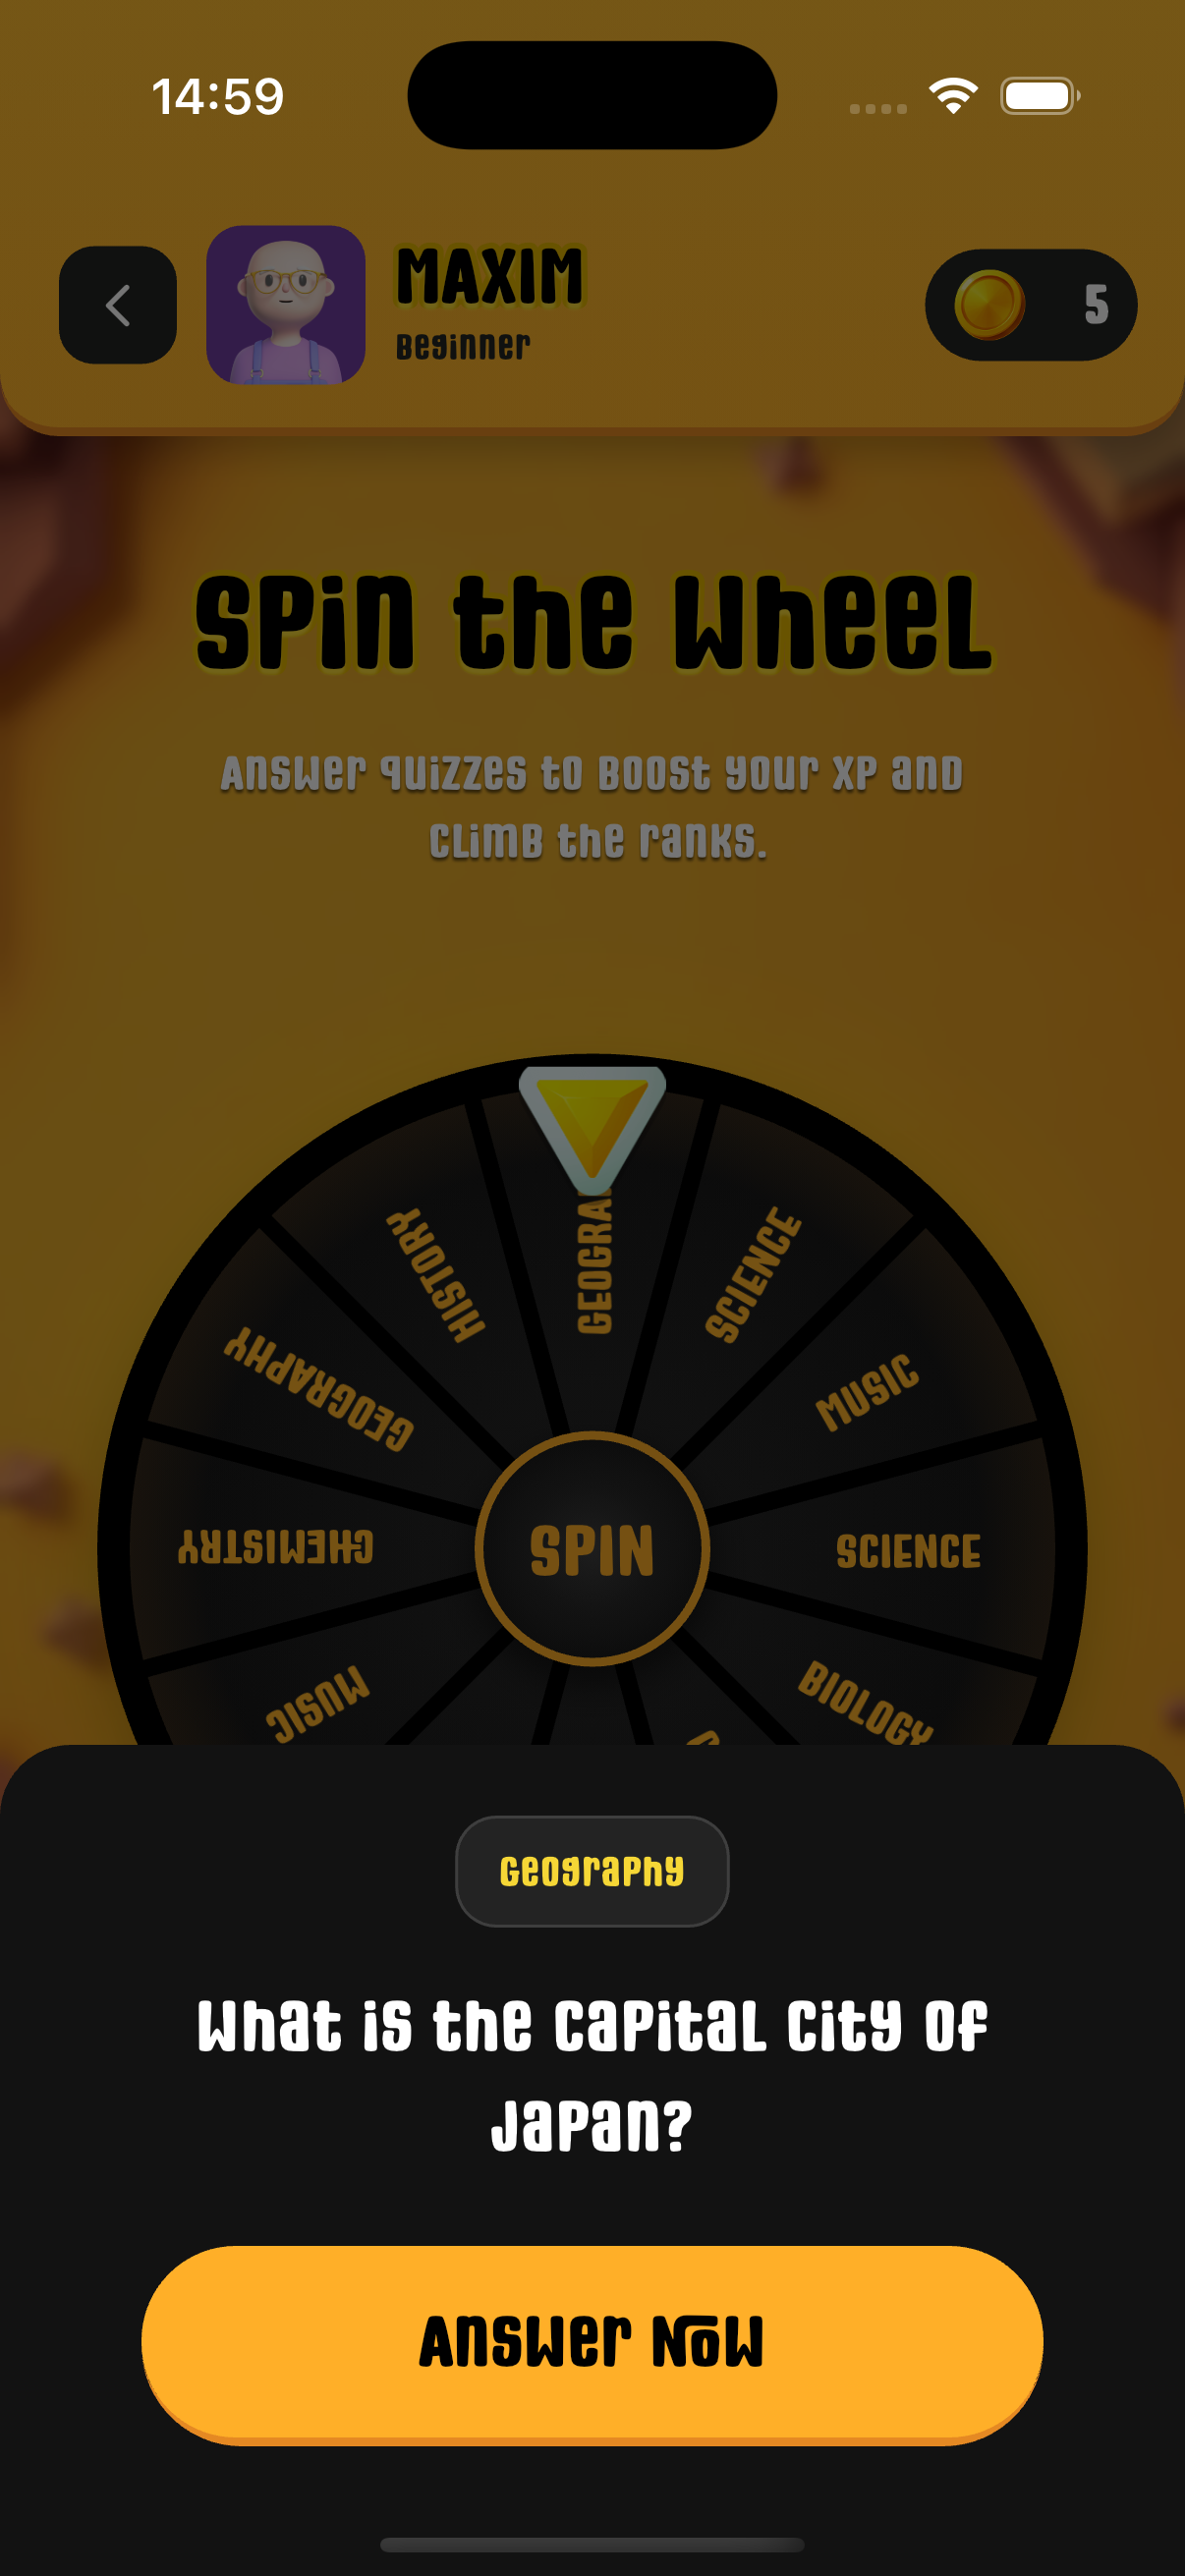 14:59
MAXIM
Beginner
5
Spin the Wheel
Answer quizzes to boost your XP and
climb the ranks.
HISTORY
GEOGRA
SCIENCE
GEOGRAPHY
MUSIC
CHEMISTRY
SPIN
SCIENCE
MUSIC
BIOLOGY
Geography
What is the capital city of
Japan?
Answer Now